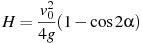 H = \frac{v_0^2}{4g}(1 - \cos 2\alpha)